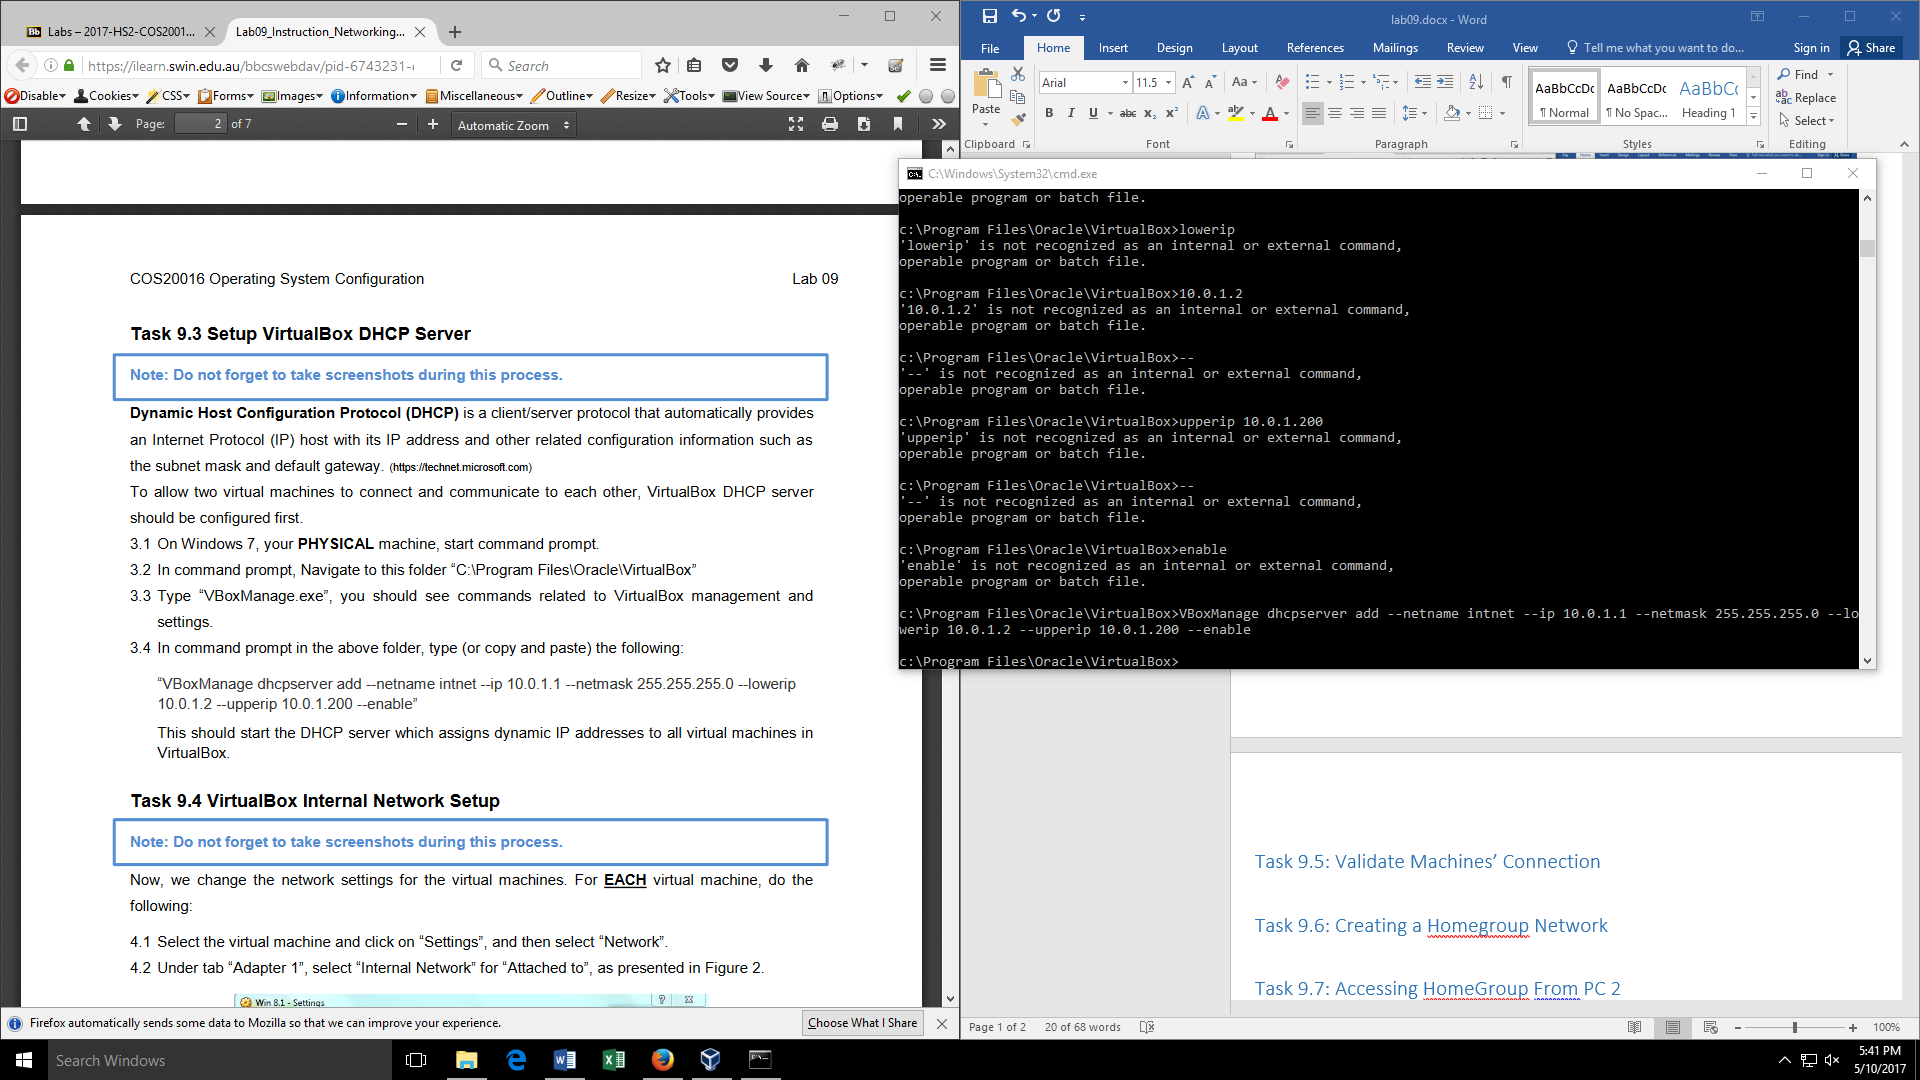 Labs – 2017-HS2-COS2001...
Lab09_Instruction_Networking...
https://ilearn.swin.edu.au/bbcswebdav/pid-6743231-
Search
Disable
Cookies
CSS
Forms
Images
Information
Miscellaneous
Outline
Resize
Tools
View Source
Options
Page:
2
of 7
Automatic Zoom
COS20016 Operating System Configuration
Lab 09
Task 9.3 Setup VirtualBox DHCP Server
Note: Do not forget to take screenshots during this process.
Dynamic Host Configuration Protocol (DHCP) is a client/server protocol that automatically provides
an Internet Protocol (IP) host with its IP address and other related configuration information such as
the subnet mask and default gateway. (https://technet.microsoft.com)
To allow two virtual machines to connect and communicate to each other, VirtualBox DHCP server
should be configured first.
3.1 On Windows 7, your PHYSICAL machine, start command prompt.
3.2 In command prompt, Navigate to this folder “C:\Program Files\Oracle\VirtualBox”
3.3 Type “VBoxManage.exe”, you should see commands related to VirtualBox management and
settings.
3.4 In command prompt in the above folder, type (or copy and paste) the following:
“VBoxManage dhcpserver add --netname intnet --ip 10.0.1.1 --netmask 255.255.255.0 --lowerip
10.0.1.2 --upperip 10.0.1.200 --enable”
This should start the DHCP server which assigns dynamic IP addresses to all virtual machines in
VirtualBox.
Task 9.4 VirtualBox Internal Network Setup
Note: Do not forget to take screenshots during this process.
Now, we change the network settings for the virtual machines. For EACH virtual machine, do the
following:
4.1 Select the virtual machine and click on “Settings”, and then select “Network”.
4.2 Under tab “Adapter 1”, select “Internal Network” for “Attached to”, as presented in Figure 2.
Win 8.1 - Settings
Firefox automatically sends some data to Mozilla so that we can improve your experience.
Choose What I Share
lab09.docx - Word
File
Home
Insert
Design
Layout
References
Mailings
Review
View
Tell me what you want to do...
Sign in
Share
Paste
Clipboard
Arial
11.5
Font
Paragraph
AaBbCcDc
¶ Normal
AaBbCcDc
¶ No Spac...
AaBbCc
Heading 1
Styles
Find
Replace
Select
Editing
C:\Windows\System32\cmd.exe
operable program or batch file.
c:\Program Files\Oracle\VirtualBox>lowerip
'lowerip' is not recognized as an internal or external command,
operable program or batch file.
c:\Program Files\Oracle\VirtualBox>10.0.1.2
'10.0.1.2' is not recognized as an internal or external command,
operable program or batch file.
c:\Program Files\Oracle\VirtualBox>--
'--' is not recognized as an internal or external command,
operable program or batch file.
c:\Program Files\Oracle\VirtualBox>upperip 10.0.1.200
'upperip' is not recognized as an internal or external command,
operable program or batch file.
c:\Program Files\Oracle\VirtualBox>--
'--' is not recognized as an internal or external command,
operable program or batch file.
c:\Program Files\Oracle\VirtualBox>enable
'enable' is not recognized as an internal or external command,
operable program or batch file.
c:\Program Files\Oracle\VirtualBox>VBoxManage dhcpserver add --netname intnet --ip 10.0.1.1 --netmask 255.255.255.0 --lo
werip 10.0.1.2 --upperip 10.0.1.200 --enable
c:\Program Files\Oracle\VirtualBox>
Task 9.5: Validate Machines’ Connection
Task 9.6: Creating a Homegroup Network
Task 9.7: Accessing HomeGroup From PC 2
Page 1 of 2
20 of 68 words
100%
Search Windows
5:41 PM
5/10/2017